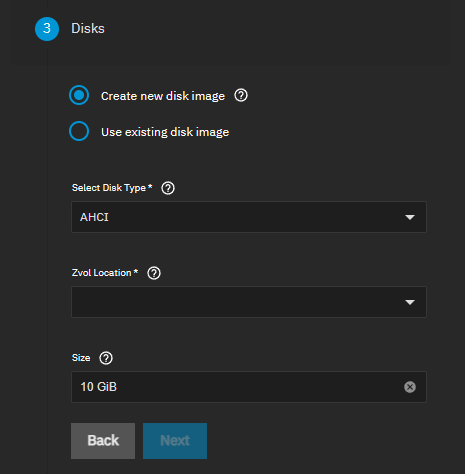 3 Disks
Create new disk image
Use existing disk image
Select Disk Type *
AHCI
Zvol Location *
Size
10 GiB
Back Next